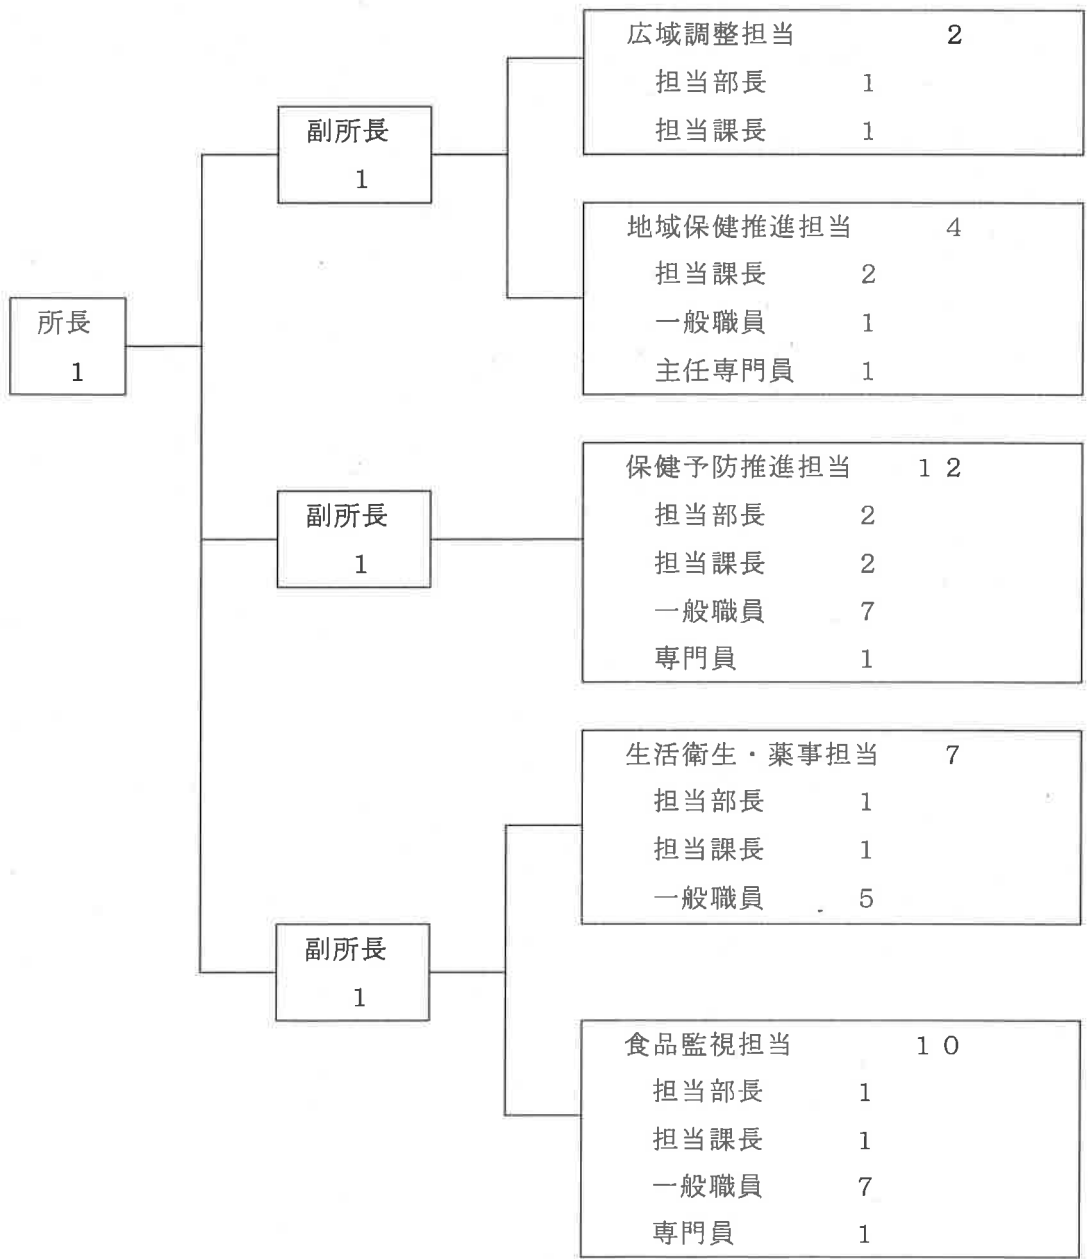 所長
1
副所長
1
広域調整担当 2
担当部長 1
担当課長 1
地域保健推進担当 4
担当課長 2
一般職員 1
主任専門員 1
副所長
1
保健予防推進担当 12
担当部長 2
担当課長 2
一般職員 7
専門員 1
副所長
1
生活衛生・薬事担当 7
担当部長 1
担当課長 1
一般職員 5
食品監視担当 10
担当部長 1
担当課長 1
一般職員 7
専門員 1